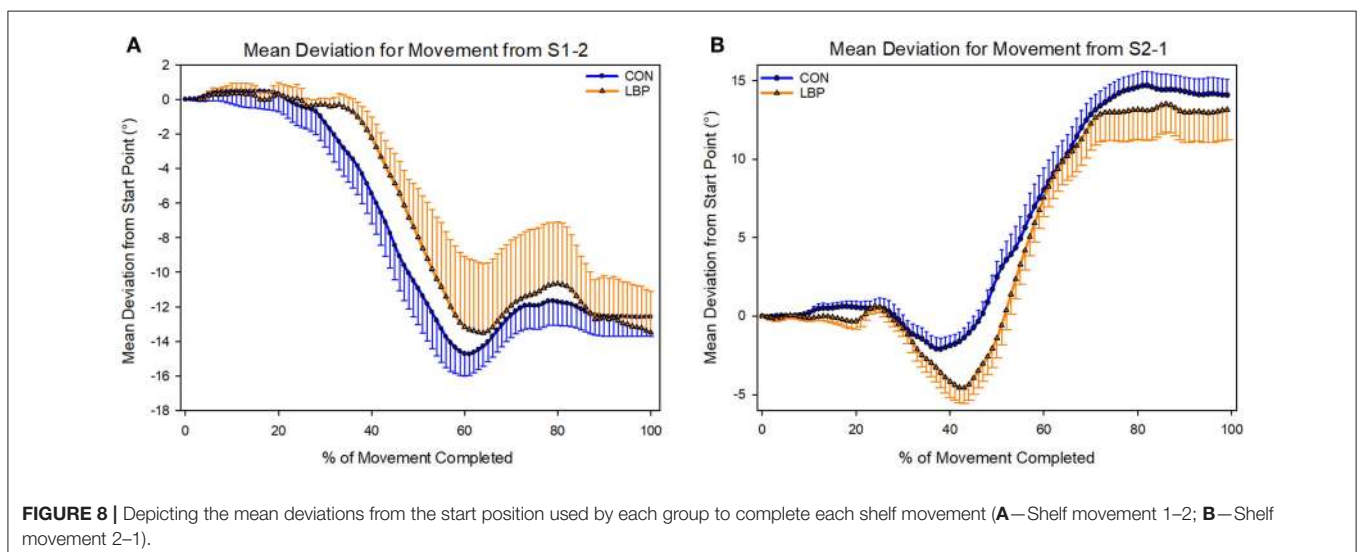 A
Mean Deviation for Movement from S1-2
CON
LBP
Mean Deviation from Start Point (°)
2
0
-2
-4
-6
-8
-10
-12
-14
-16
-18
0 20 40 60 80 100
% of Movement Completed
B
Mean Deviation for Movement from S2-1
CON
LBP
Mean Deviation from Start Point (°)
15
10
5
0
-5
0 20 40 60 80 100
% of Movement Completed
FIGURE 8 | Depicting the mean deviations from the start position used by each group to complete each shelf movement (A—Shelf movement 1–2; B—Shelf
movement 2–1).